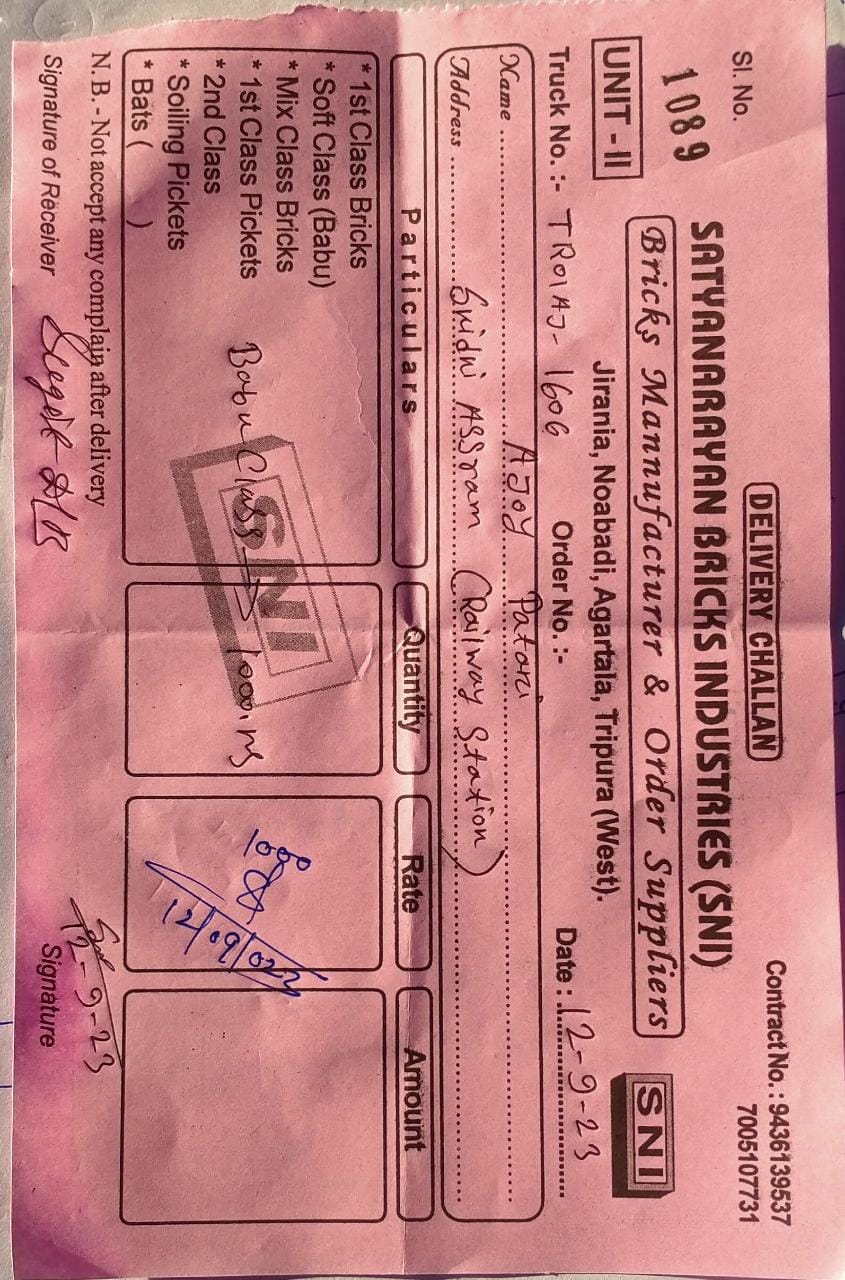 DELIVERY CHALLAN
Contract No. : 9436139537
7005107731
Sl. No.
1089
SATYANARAYAN BRICKS INDUSTRIES (SNI)
Bricks Mannufacturer & Order Suppliers
SNI
UNIT - II
Jirania, Noabadi, Agartala, Tripura (West).
Truck No. :- TR01AJ- 1606 Order No. :- Date : 12-9-23
Name AJOY Patari
Address Sridni ASSram (Railway Station)
Particulars Quantity Rate Amount
* 1st Class Bricks
* Soft Class (Babu)
* Mix Class Bricks
* 1st Class Pickets
* 2nd Class
* Soiling Pickets
* Bats ( )
Babu Class → 1000.ns
SNI
1000
12/09/023
N. B. - Not accept any complain after delivery
12-9-23
Signature of Receiver
Signature